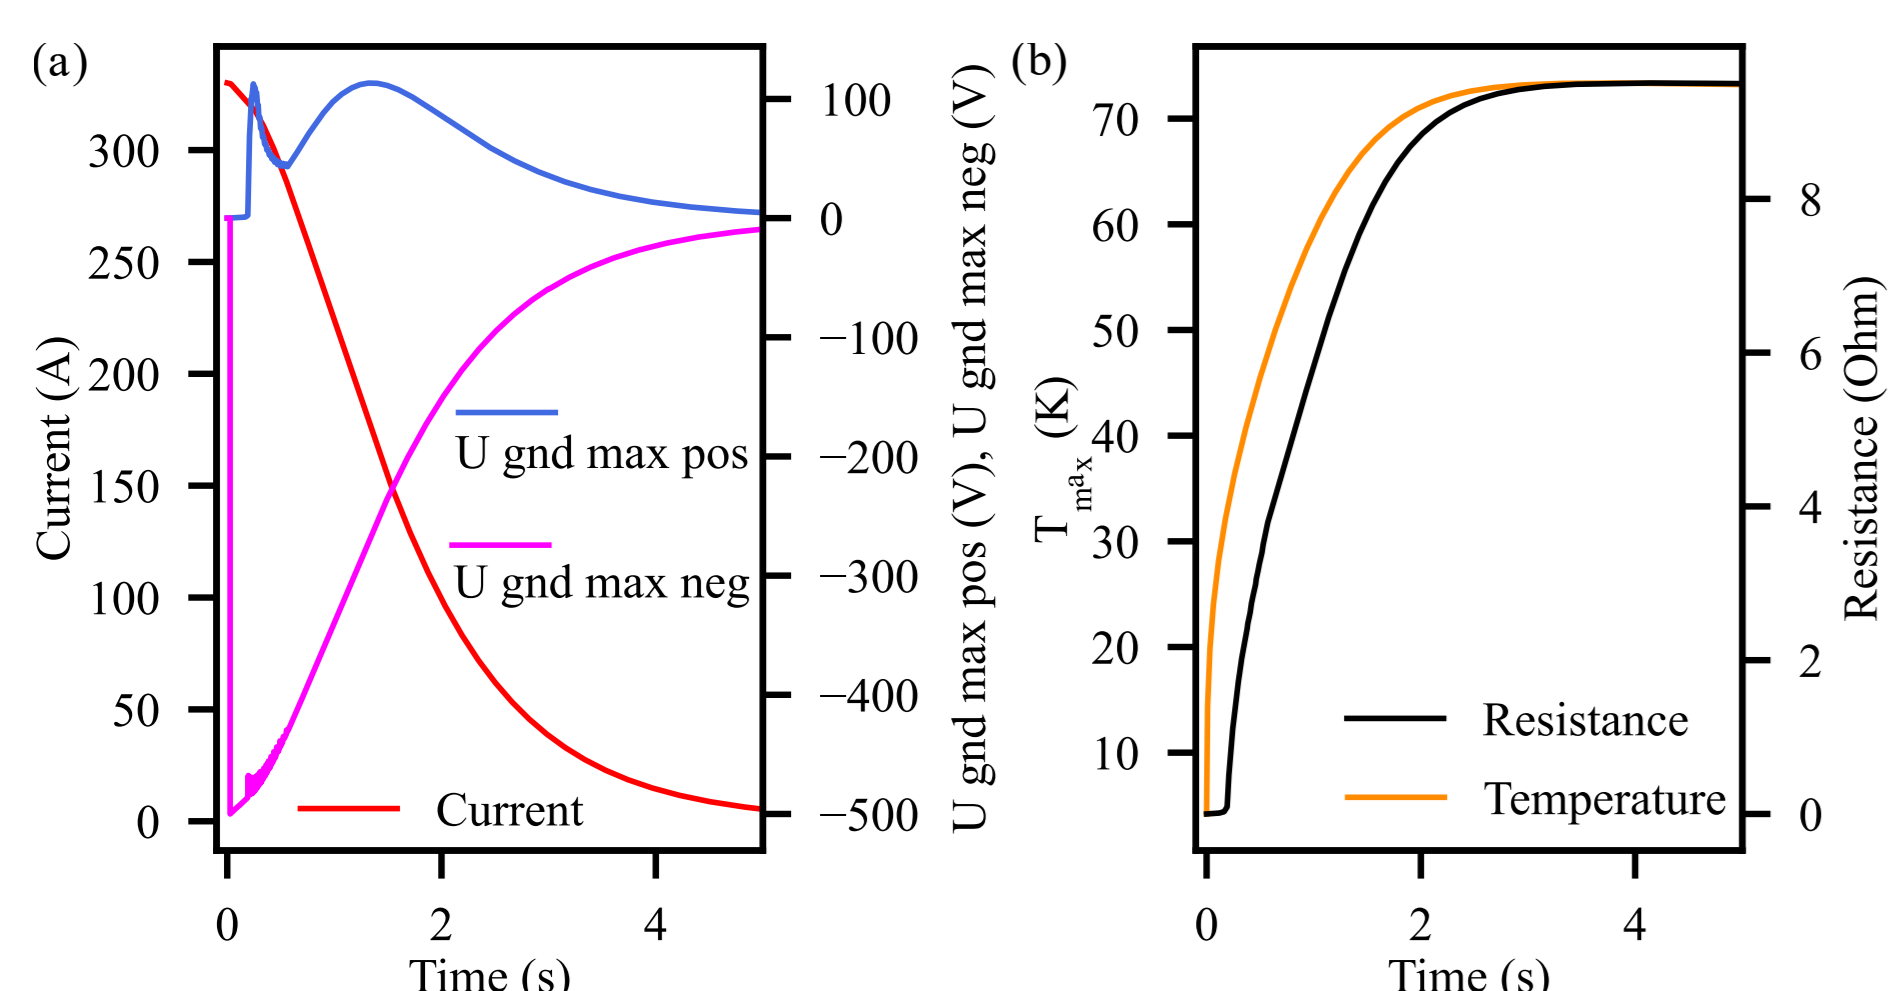 (a)
Current (A)
300
250
200
150
100
50
0
100
0
−100
−200
−300
−400
−500
U gnd max pos (V), U gnd max neg (V)
U gnd max pos
U gnd max neg
Current
0 2 4
Time (s)
(b)
T max (K)
70
60
50
40
30
20
10
8
6
4
2
0
Resistance (Ohm)
Resistance
Temperature
0 2 4
Time (s)